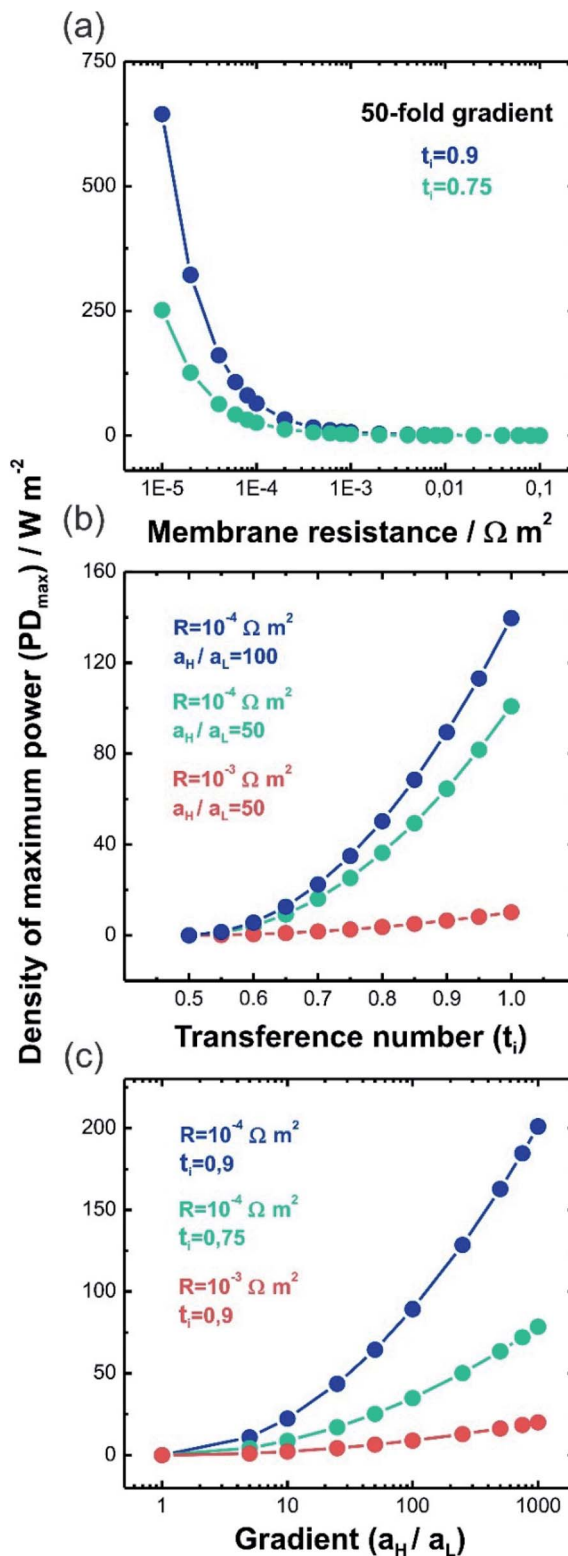 (a)
750
500
250
0
50-fold gradient
tᵢ=0.9
tᵢ=0.75
1E-5 1E-4 1E-3 0,01 0,1
Membrane resistance / Ω m²
Density of maximum power (PDₘₐₓ) / W m⁻²
(b)
160
120
80
40
0
R=10⁻⁴ Ω m²
a_H / a_L=100
R=10⁻⁴ Ω m²
a_H / a_L=50
R=10⁻³ Ω m²
a_H / a_L=50
0.5 0.6 0.7 0.8 0.9 1.0
Transference number (tᵢ)
(c)
200
150
100
50
0
R=10⁻⁴ Ω m²
tᵢ=0,9
R=10⁻⁴ Ω m²
tᵢ=0,75
R=10⁻³ Ω m²
tᵢ=0,9
1 10 100 1000
Gradient (a_H / a_L)